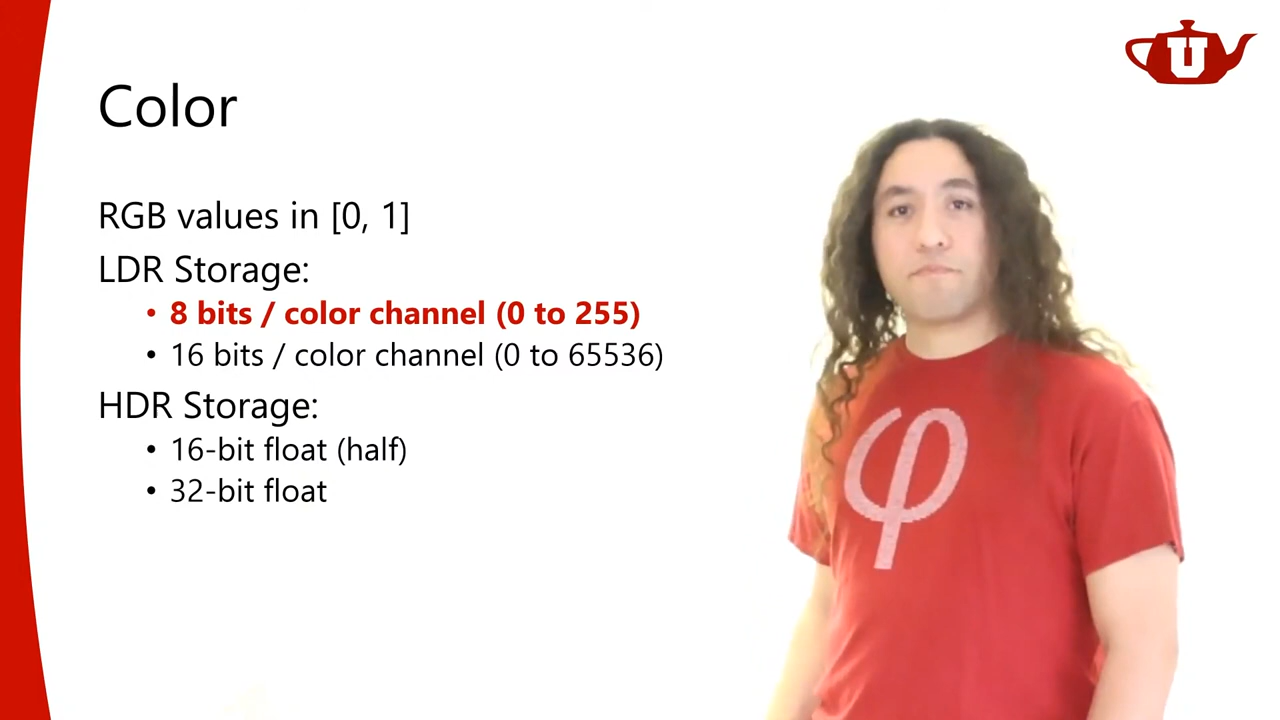 U
Color
RGB values in [0, 1]
LDR Storage:
• 8 bits / color channel (0 to 255)
• 16 bits / color channel (0 to 65536)
HDR Storage:
• 16-bit float (half)
• 32-bit float
φ